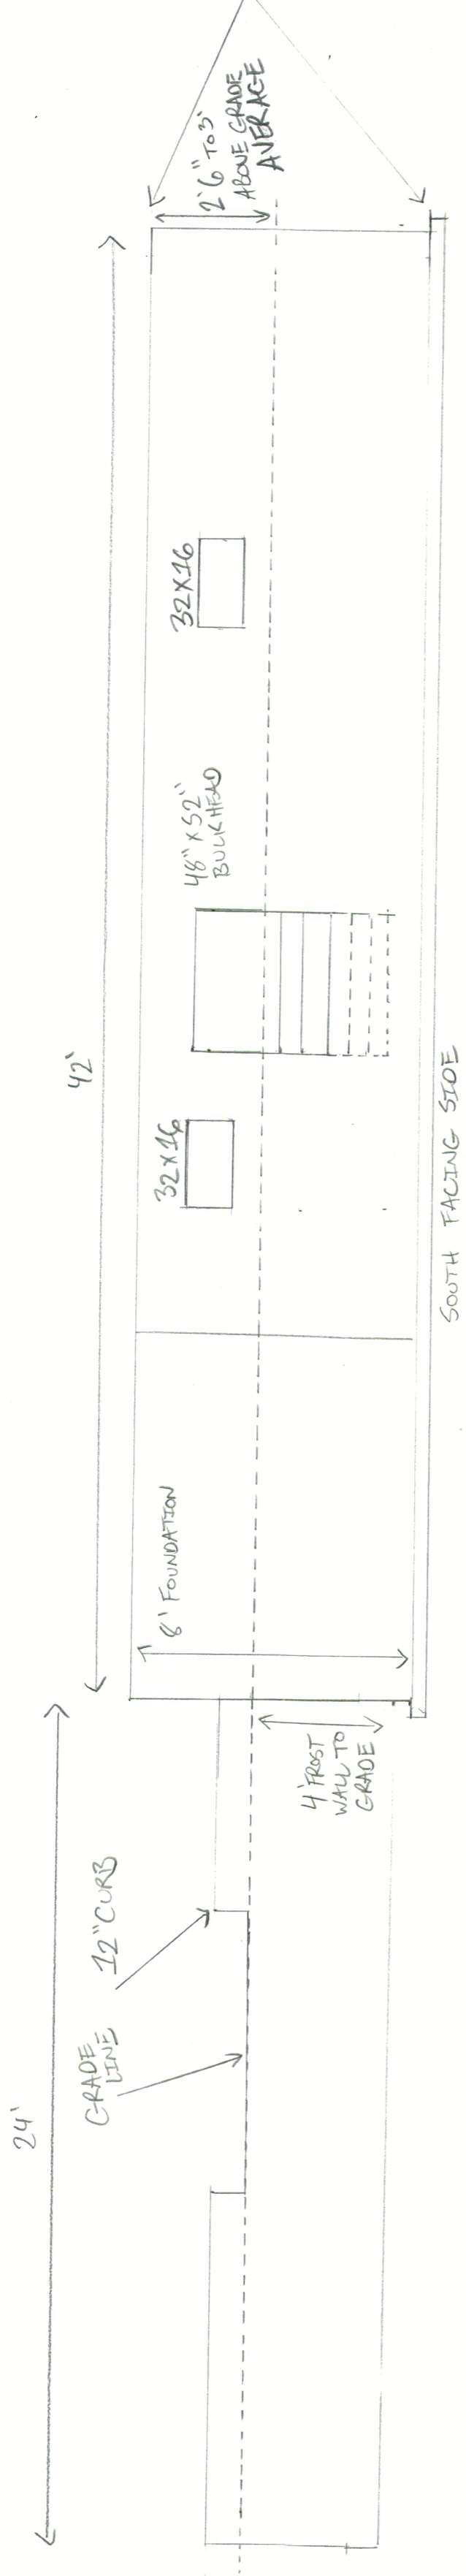 24'
GRADE
LINE
12" CURB
4' FROST
WALL TO
GRADE
42'
8' FOUNDATION
32X16
48" X 52"
BULKHEAD
32X16
2'6" TO 3'
ABOVE GRADE
AVERAGE
SOUTH FACING SIDE